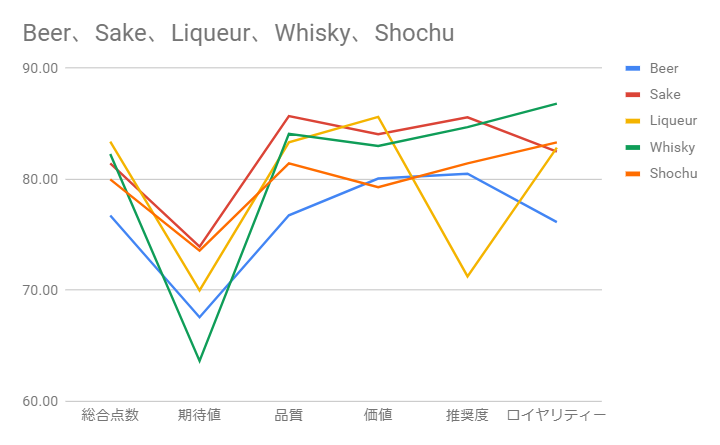 Beer、Sake、Liqueur、Whisky、Shochu
90.00
80.00
70.00
60.00
総合点数 期待値 品質 価値 推奨度 ロイヤリティー
Beer
Sake
Liqueur
Whisky
Shochu